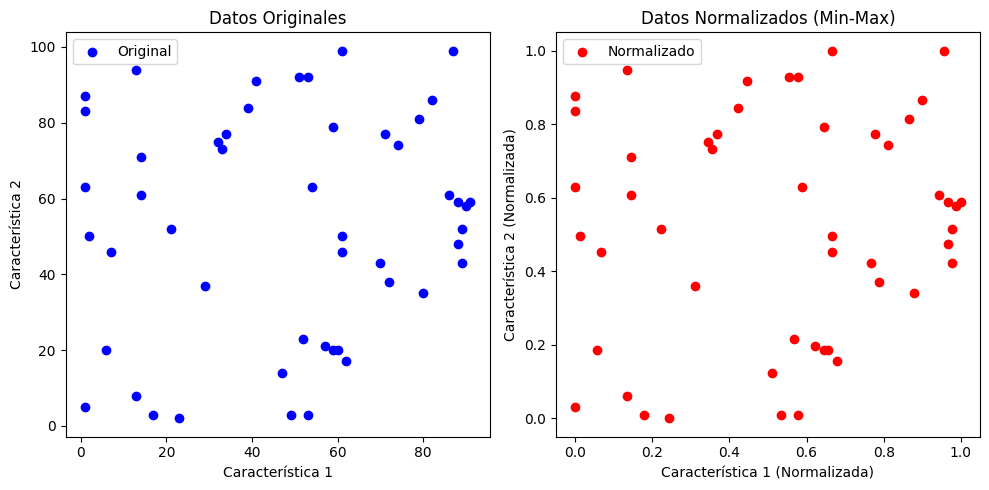 Datos Originales
Original
100
80
60
40
20
0
0 20 40 60 80
Característica 1
Característica 2
Datos Normalizados (Min-Max)
Normalizado
1.0
0.8
0.6
0.4
0.2
0.0
0.0 0.2 0.4 0.6 0.8 1.0
Característica 1 (Normalizada)
Característica 2 (Normalizada)